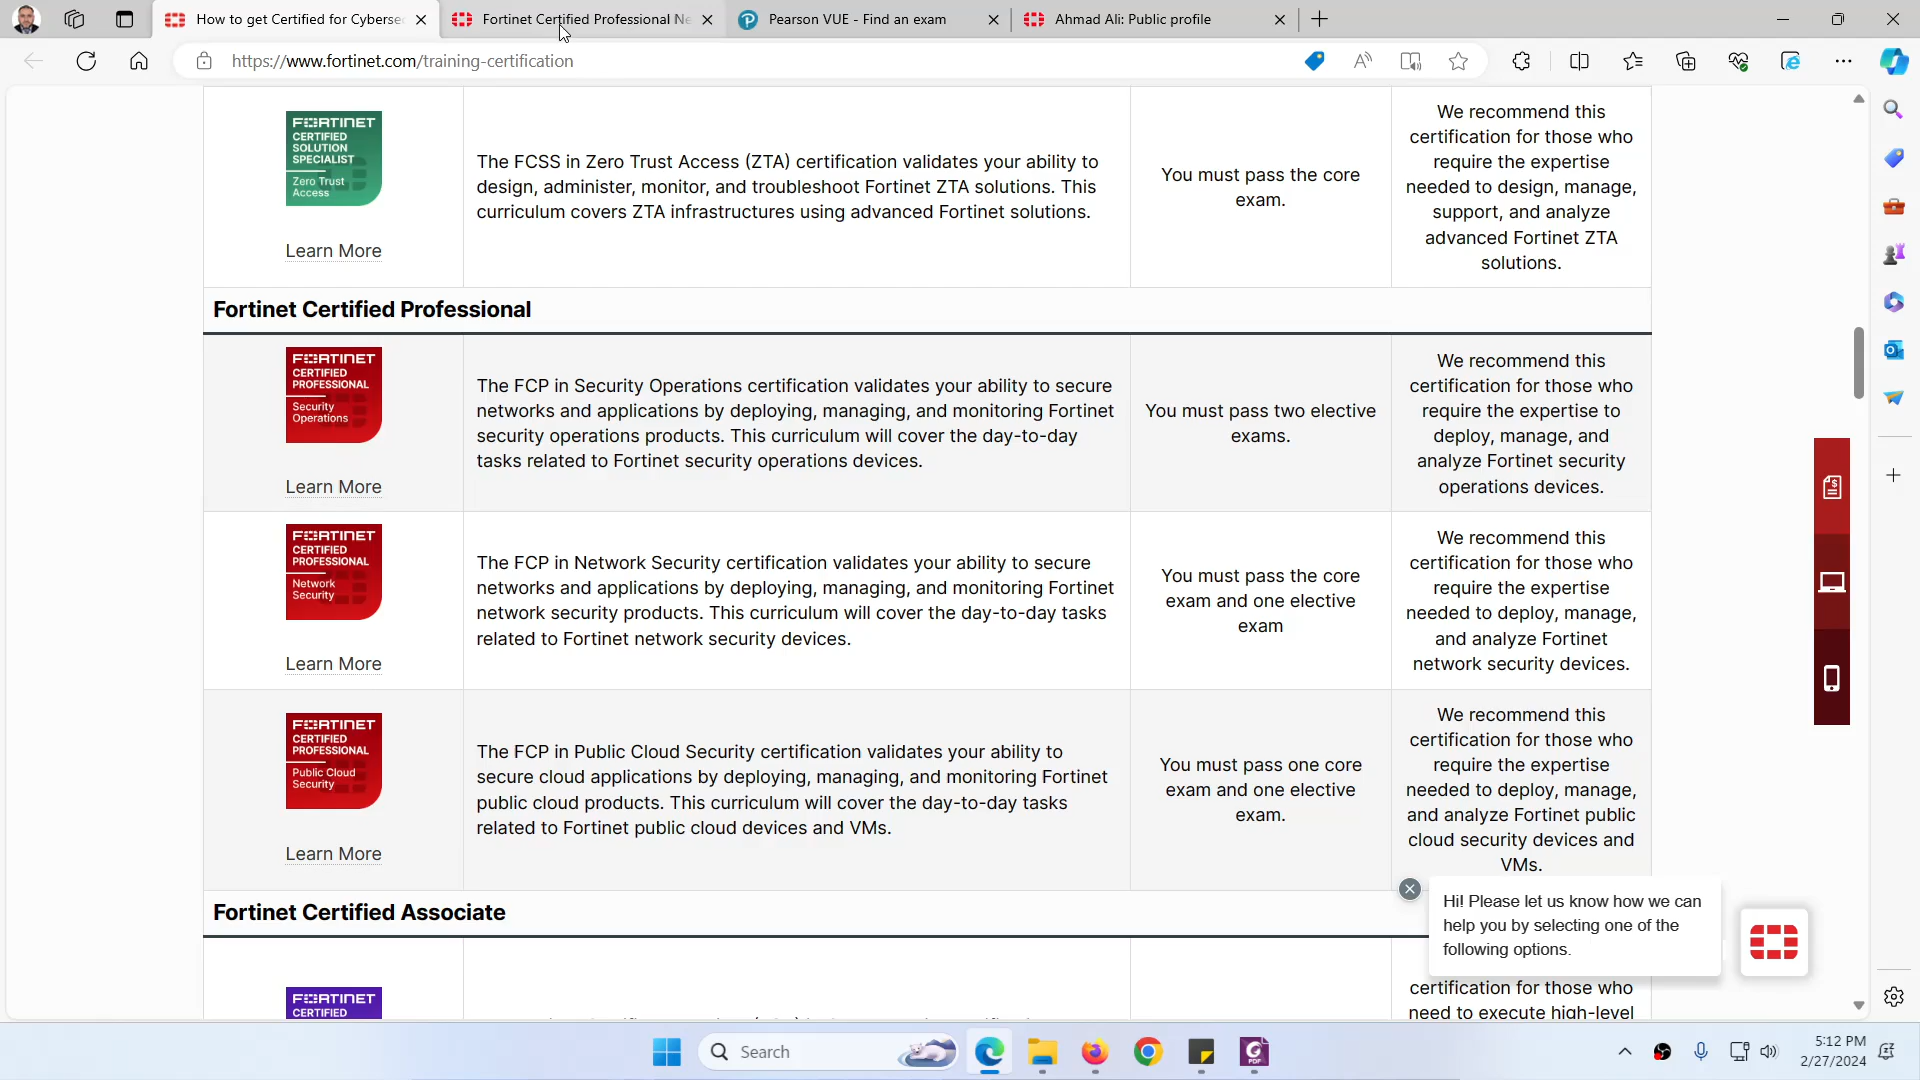 How to get Certified for Cyberse
Fortinet Certified Professional Ne
Pearson VUE - Find an exam
Ahmad Ali: Public profile
https://www.fortinet.com/training-certification
FORTINET
CERTIFIED
SOLUTION
SPECIALIST
Zero Trust
Access
Learn More
The FCSS in Zero Trust Access (ZTA) certification validates your ability to
design, administer, monitor, and troubleshoot Fortinet ZTA solutions. This
curriculum covers ZTA infrastructures using advanced Fortinet solutions.
You must pass the core
exam.
We recommend this
certification for those who
require the expertise
needed to design, manage,
support, and analyze
advanced Fortinet ZTA
solutions.
Fortinet Certified Professional
FORTINET
CERTIFIED
PROFESSIONAL
Security
Operations
Learn More
The FCP in Security Operations certification validates your ability to secure
networks and applications by deploying, managing, and monitoring Fortinet
security operations products. This curriculum will cover the day-to-day
tasks related to Fortinet security operations devices.
You must pass two elective
exams.
We recommend this
certification for those who
require the expertise to
deploy, manage, and
analyze Fortinet security
operations devices.
FORTINET
CERTIFIED
PROFESSIONAL
Network
Security
Learn More
The FCP in Network Security certification validates your ability to secure
networks and applications by deploying, managing, and monitoring Fortinet
network security products. This curriculum will cover the day-to-day tasks
related to Fortinet network security devices.
You must pass the core
exam and one elective
exam
We recommend this
certification for those who
require the expertise
needed to deploy, manage,
and analyze Fortinet
network security devices.
FORTINET
CERTIFIED
PROFESSIONAL
Public Cloud
Security
Learn More
The FCP in Public Cloud Security certification validates your ability to
secure cloud applications by deploying, managing, and monitoring Fortinet
public cloud products. This curriculum will cover the day-to-day tasks
related to Fortinet public cloud devices and VMs.
You must pass one core
exam and one elective
exam.
We recommend this
certification for those who
require the expertise
needed to deploy, manage,
and analyze Fortinet public
cloud security devices and
VMs.
Fortinet Certified Associate
FORTINET
CERTIFIED
certification for those who
need to execute high-level
Hi! Please let us know how we can
help you by selecting one of the
following options.
Search
PDF
5:12 PM
2/27/2024